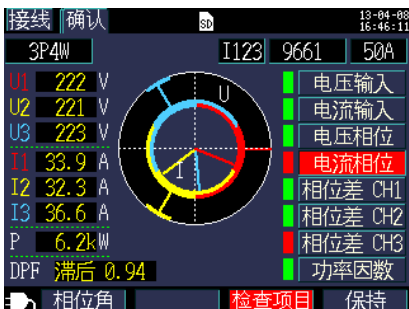 接线 确认 SD 13-04-08
16:46:11
3P4W I123 9661 50A
U1 222 V
U2 221 V
U3 223 V
I1 33.9 A
I2 32.3 A
I3 36.6 A
P 6.2kW
DPF 滞后 0.94
U
I
电压输入
电流输入
电压相位
电流相位
相位差 CH1
相位差 CH2
相位差 CH3
功率因数
相位角 检查项目 保持